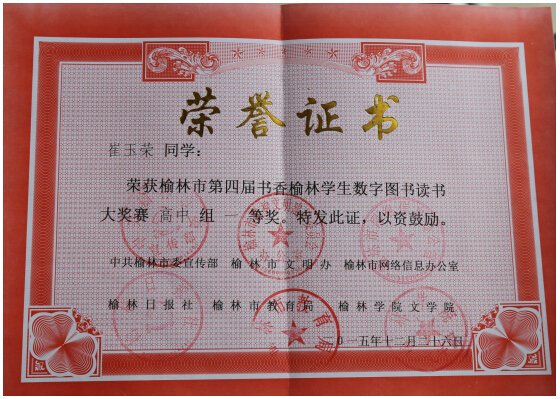 荣誉证书
崔玉荣 同学：
荣获榆林市第四届书香榆林学生数字图书读书
大奖赛 高中 组 一 等奖。特发此证，以资鼓励。
中共榆林市委宣传部 榆林市文明办 榆林市网络信息办公室
榆林日报社 榆林市教育局 榆林学院文学院
0一五年十二月二十六日